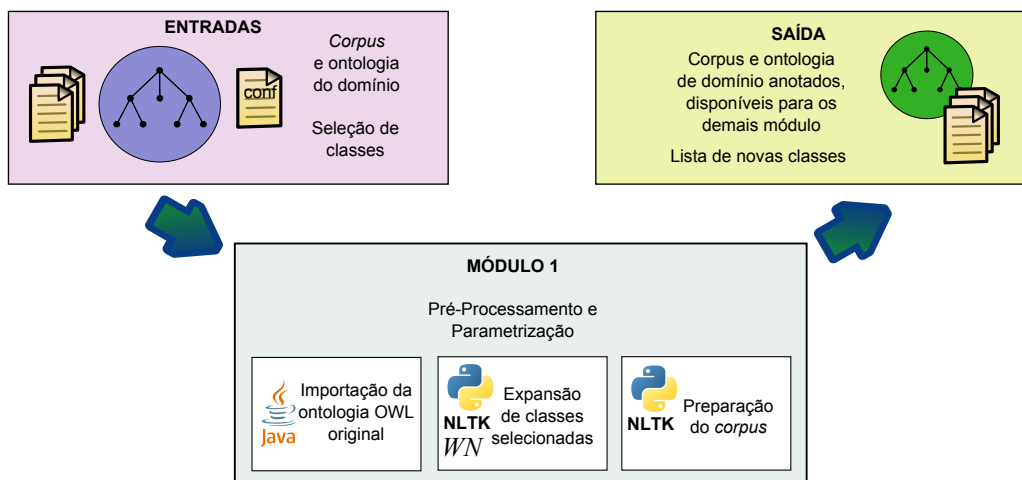 ENTRADAS
Corpus
e ontologia
do domínio
Seleção de
classes
conf
SAÍDA
Corpus e ontologia
de domínio anotados,
disponíveis para os
demais módulo
Lista de novas classes
MÓDULO 1
Pré-Processamento e
Parametrização
Java
Importação da
ontologia OWL
original
NLTK
WN
Expansão
de classes
selecionadas
NLTK
Preparação
do corpus